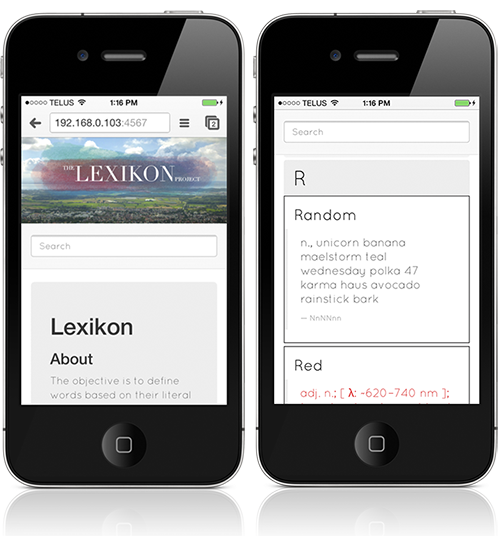 ●○○○○ TELUS 1:16 PM
192.168.0.103:4567
2
THE LEXIKON PROJECT
Search
Lexikon
About
The objective is to define
words based on their literal
●○○○○ TELUS 1:16 PM
Search
R
Random
n., unicorn banana
maelstorm teal
wednesday polka 47
karma haus avocado
rainstick bark
— NnNNnn
Red
adj. n.; [ λ: ~620–740 nm ];